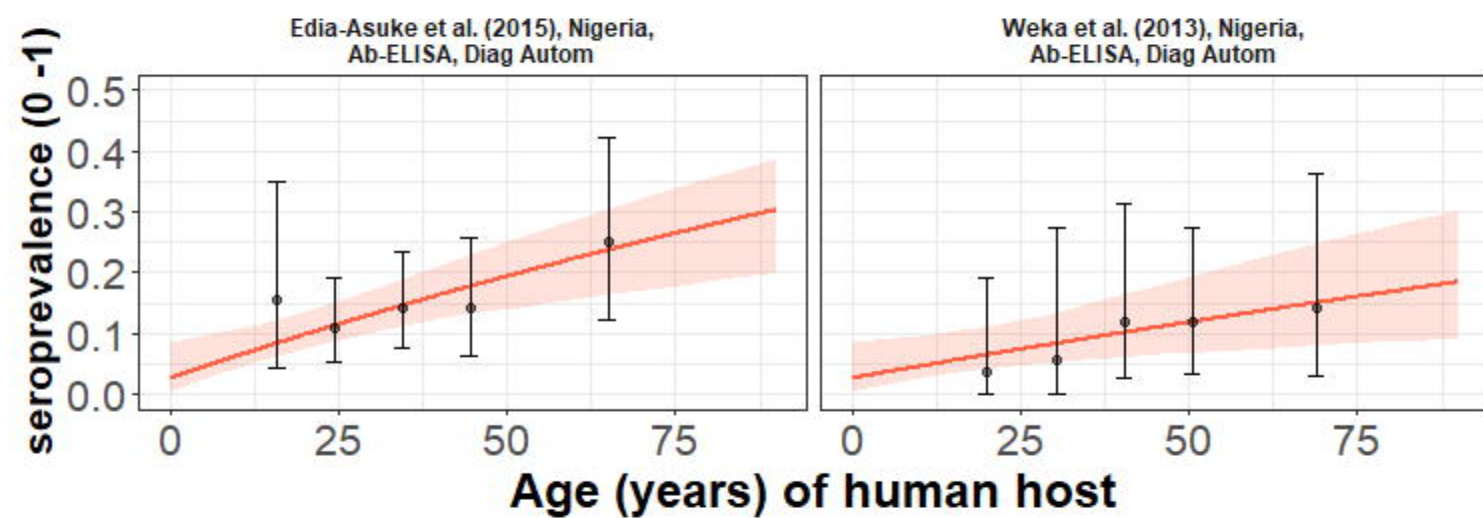 Edia-Asuke et al. (2015), Nigeria,
Ab-ELISA, Diag Autom
Weka et al. (2013), Nigeria,
Ab-ELISA, Diag Autom
seroprevalence (0 -1)
0.5
0.4
0.3
0.2
0.1
0.0
0 25 50 75
0 25 50 75
Age (years) of human host